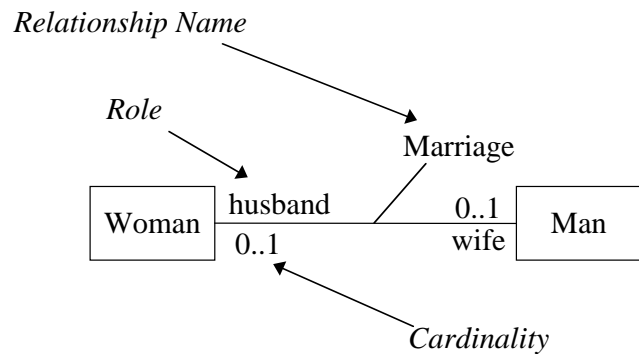 Relationship Name
Role
Marriage
Woman
husband
0..1
0..1
wife
Man
Cardinality